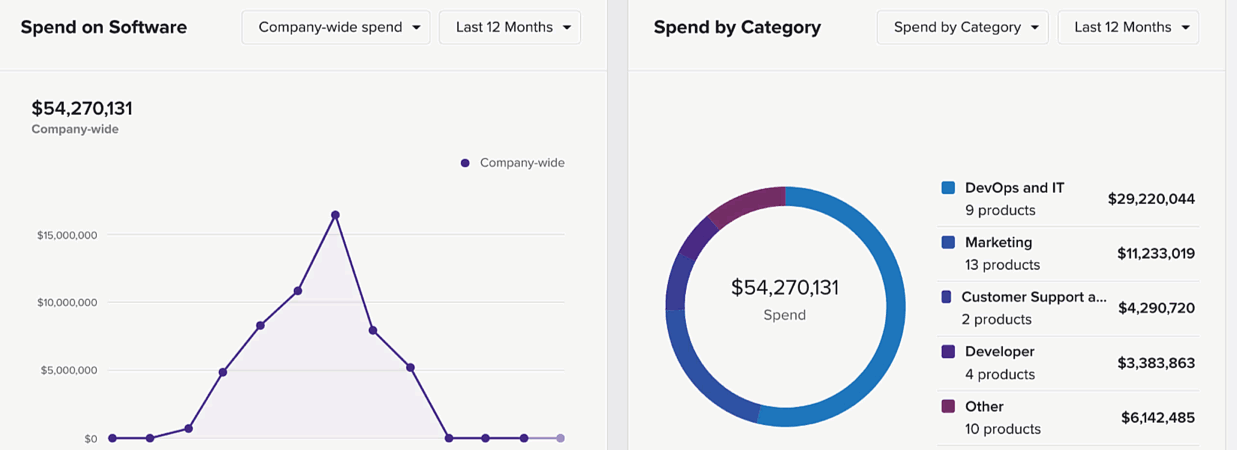 Spend on Software
Company-wide spend
Last 12 Months
$54,270,131
Company-wide
Company-wide
$15,000,000
$10,000,000
$5,000,000
$0
Spend by Category
Spend by Category
Last 12 Months
$54,270,131
Spend
DevOps and IT
9 products
$29,220,044
Marketing
13 products
$11,233,019
Customer Support a...
2 products
$4,290,720
Developer
4 products
$3,383,863
Other
10 products
$6,142,485